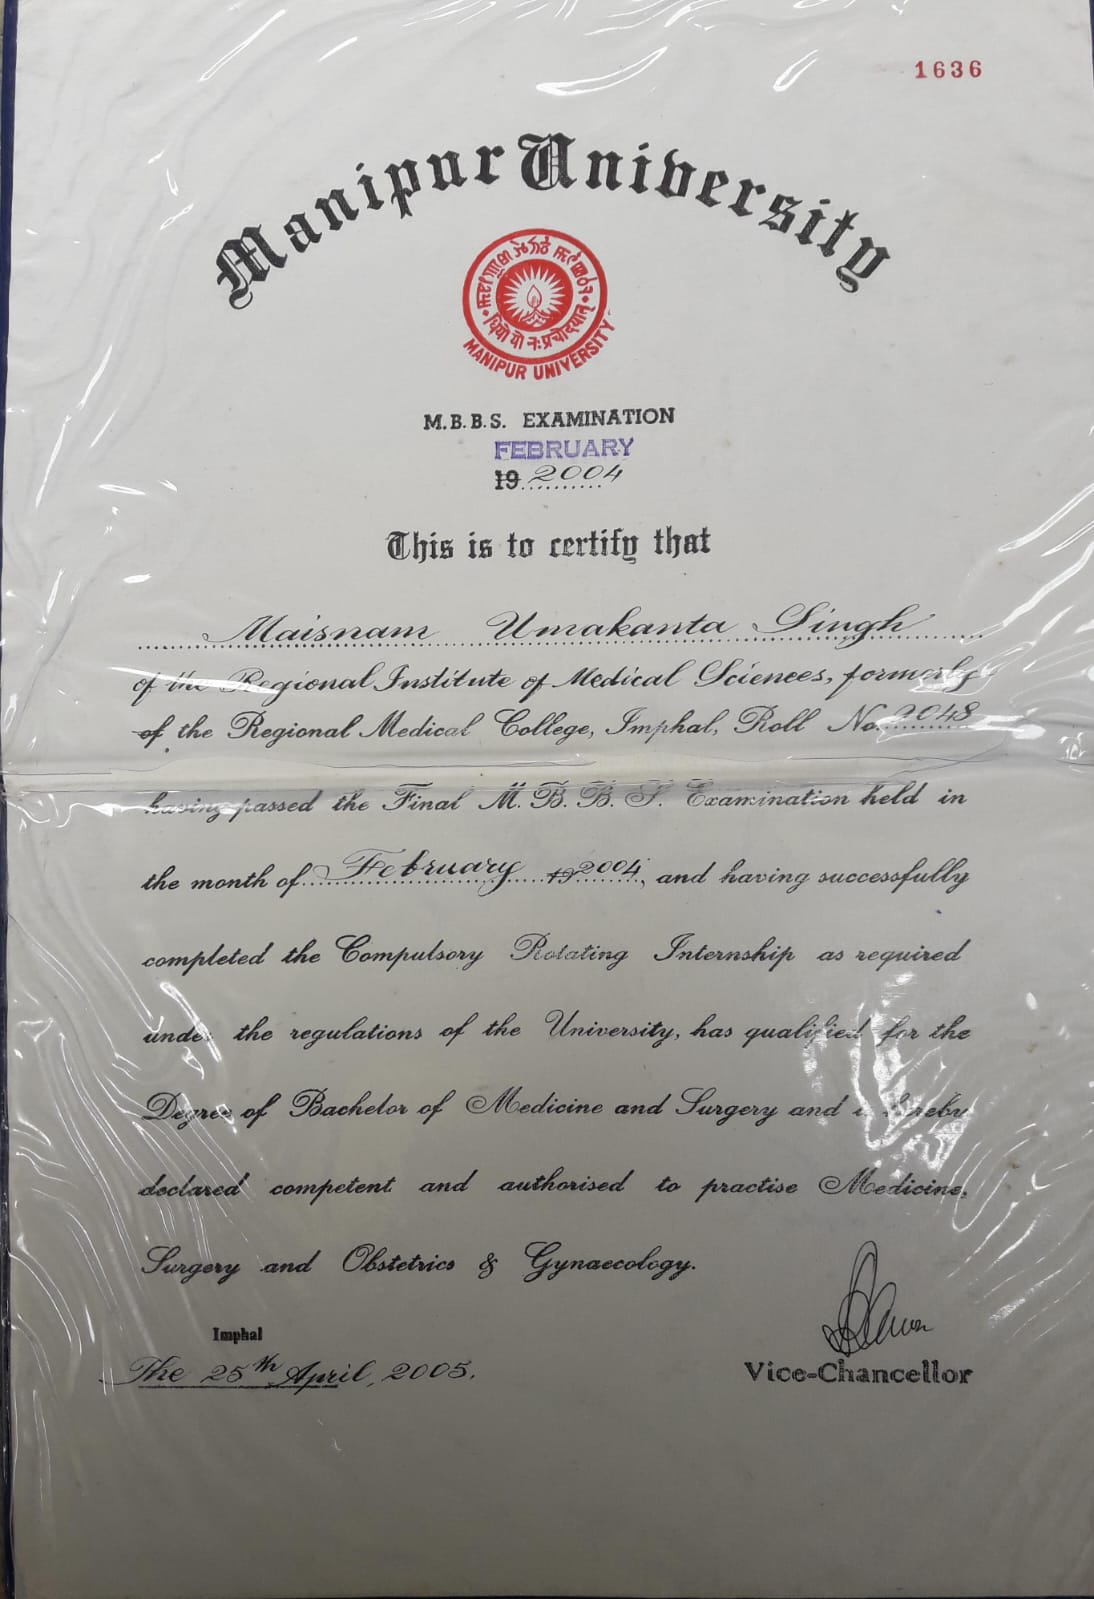 1636
Manipur University
धियो यो नः प्रचोदयात्
MANIPUR UNIVERSITY
M.B.B.S. EXAMINATION
FEBRUARY
19 2004
This is to certify that
Maisnam Umakanta Singh
of the Regional Institute of Medical Sciences, formerly
of the Regional Medical College, Imphal, Roll No. 2048
having passed the Final M. B. B. S. Examination held in
the month of February 19 2004, and having successfully
completed the Compulsory Rotating Internship as required
under the regulations of the University, has qualified for the
Degree of Bachelor of Medicine and Surgery and is hereby
declared competent and authorised to practise Medicine,
Surgery and Obstetrics & Gynaecology.
Imphal
The 25th April, 2005.
Vice-Chancellor